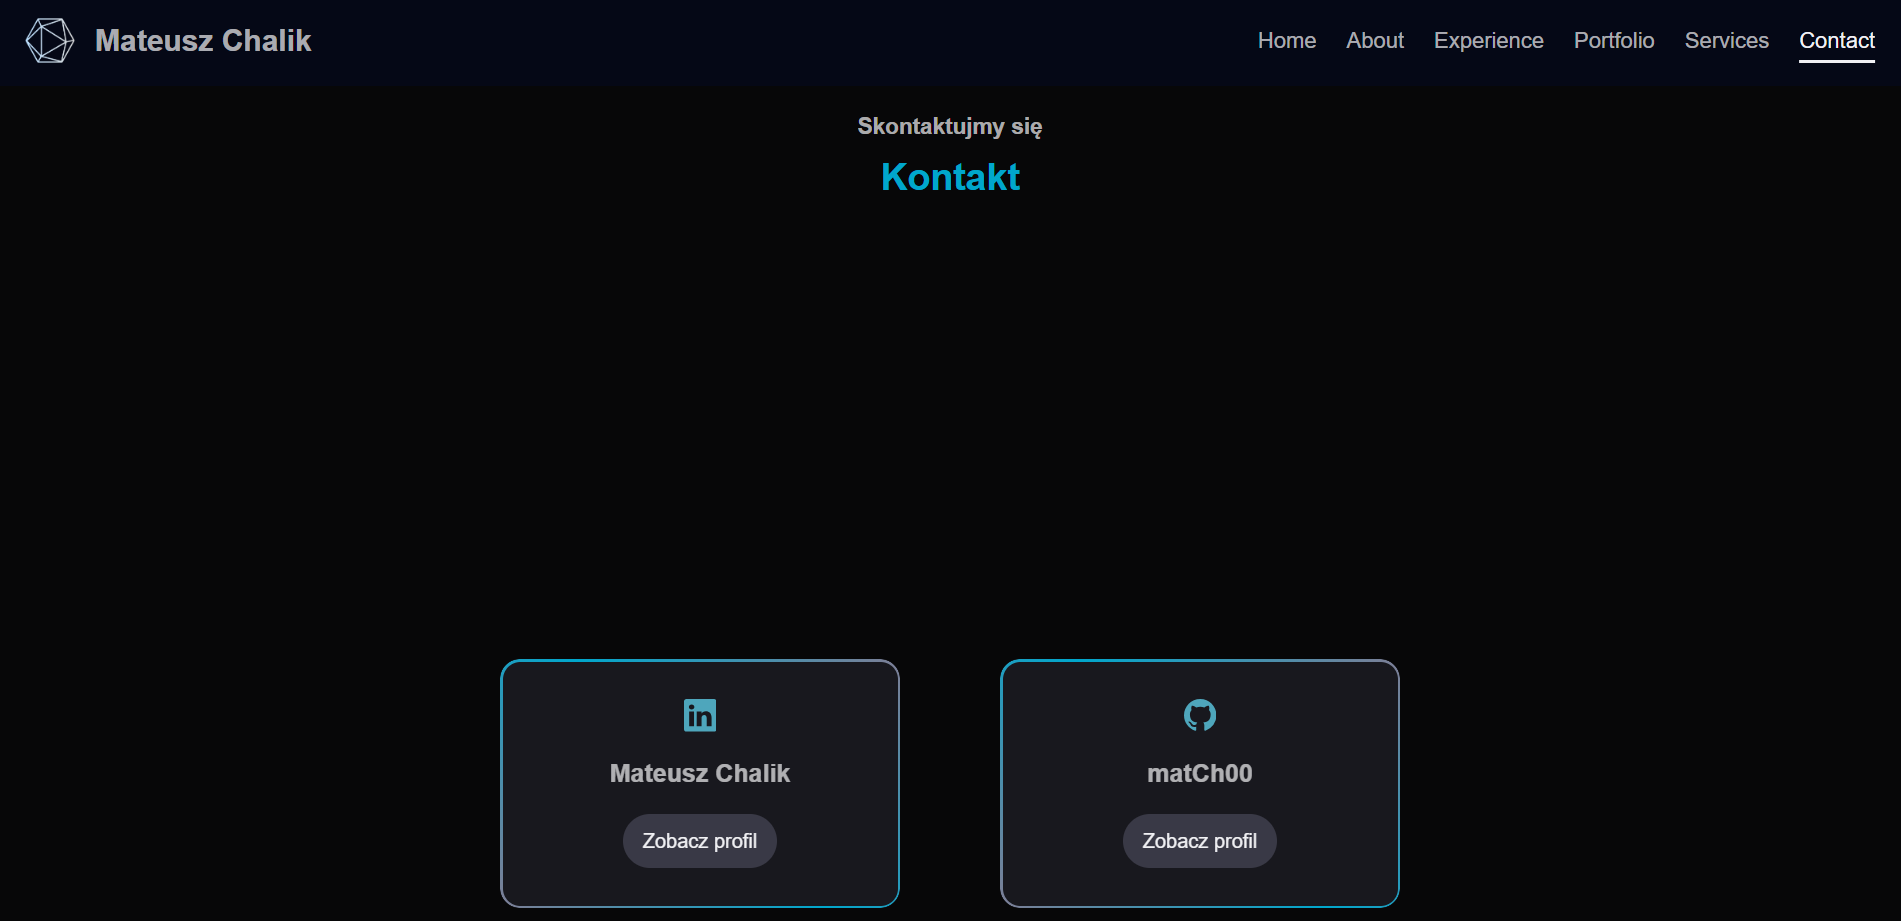 Mateusz Chalik
Home About Experience Portfolio Services Contact
Skontaktujmy się
Kontakt
in
Mateusz Chalik
Zobacz profil
matCh00
Zobacz profil